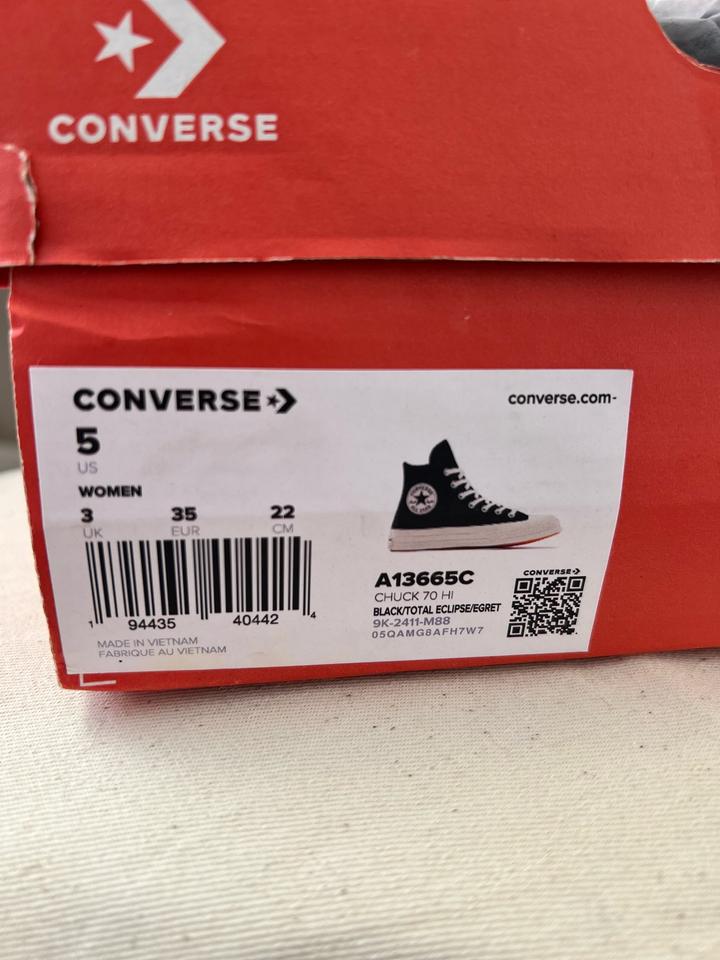 CONVERSE
CONVERSE
converse.com-
5
US
WOMEN
3 35 22
UK EUR CM
1 94435 40442 4
MADE IN VIETNAM
FABRIQUE AU VIETNAM
A13665C
CHUCK 70 HI
BLACK/TOTAL ECLIPSE/EGRET
9K-2411-M88
05QAMG8AFH7W7
CONVERSE